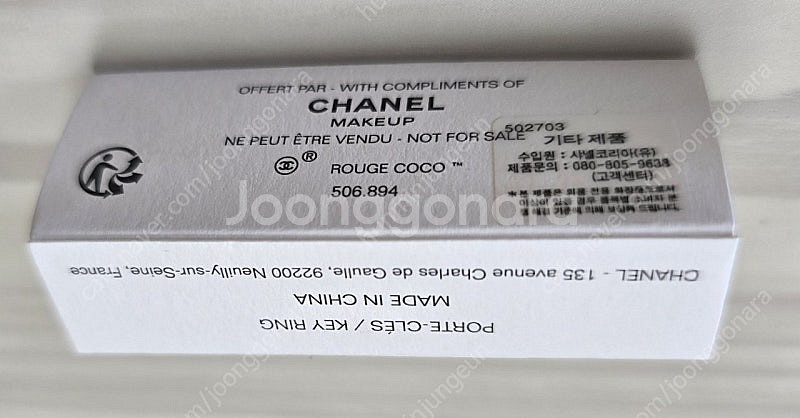 OFFERT PAR - WITH COMPLIMENTS OF
CHANEL
MAKEUP
NE PEUT ÊTRE VENDU - NOT FOR SALE
® ROUGE COCO ™
506.894
502703
기타 제품
수입원 : 샤넬코리아(유)
제품문의 : 080-805-9638
(고객센터)
Joonggonara
CHANEL - 135 avenue Charles de Gaulle, 92200 Neuilly-sur-Seine, France
MADE IN CHINA
PORTE-CLÉS / KEY RING